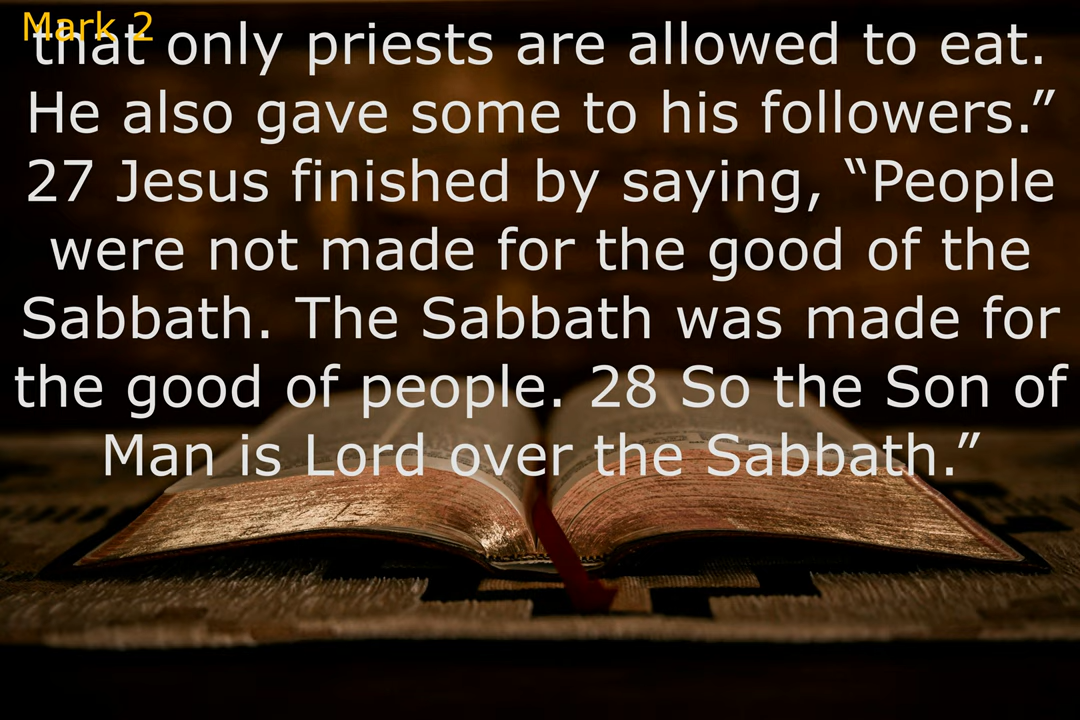 Mark 2
that only priests are allowed to eat.
He also gave some to his followers.”
27 Jesus finished by saying, “People
were not made for the good of the
Sabbath. The Sabbath was made for
the good of people. 28 So the Son of
Man is Lord over the Sabbath.”